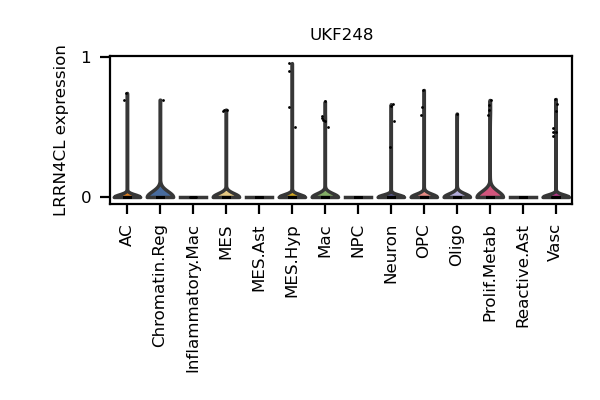 UKF248
LRRN4CL expression
1
0
AC
Chromatin.Reg
Inflammatory.Mac
MES
MES.Ast
MES.Hyp
Mac
NPC
Neuron
OPC
Oligo
Prolif.Metab
Reactive.Ast
Vasc